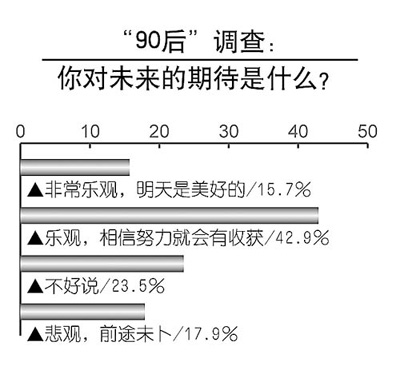 “90后”调查:
你对未来的期待是什么?
0 10 20 30 40 50
▲非常乐观，明天是美好的/15.7%
▲乐观，相信努力就会有收获/42.9%
▲不好说/23.5%
▲悲观，前途未卜/17.9%